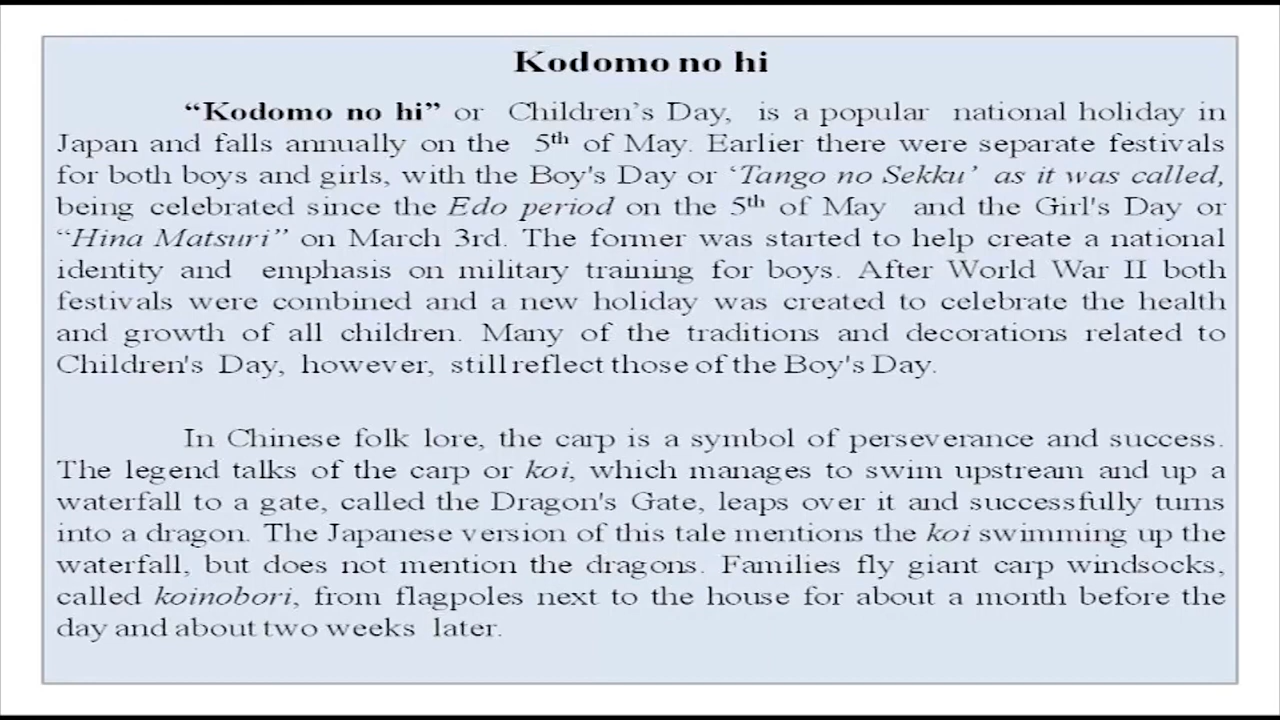 Kodomo no hi
“Kodomo no hi” or Children’s Day, is a popular national holiday in
Japan and falls annually on the 5th of May. Earlier there were separate festivals
for both boys and girls, with the Boy's Day or ‘Tango no Sekku’ as it was called,
being celebrated since the Edo period on the 5th of May and the Girl's Day or
“Hina Matsuri” on March 3rd. The former was started to help create a national
identity and emphasis on military training for boys. After World War II both
festivals were combined and a new holiday was created to celebrate the health
and growth of all children. Many of the traditions and decorations related to
Children's Day, however, still reflect those of the Boy's Day.
In Chinese folk lore, the carp is a symbol of perseverance and success.
The legend talks of the carp or koi, which manages to swim upstream and up a
waterfall to a gate, called the Dragon's Gate, leaps over it and successfully turns
into a dragon. The Japanese version of this tale mentions the koi swimming up the
waterfall, but does not mention the dragons. Families fly giant carp windsocks,
called koinobori, from flagpoles next to the house for about a month before the
day and about two weeks later.